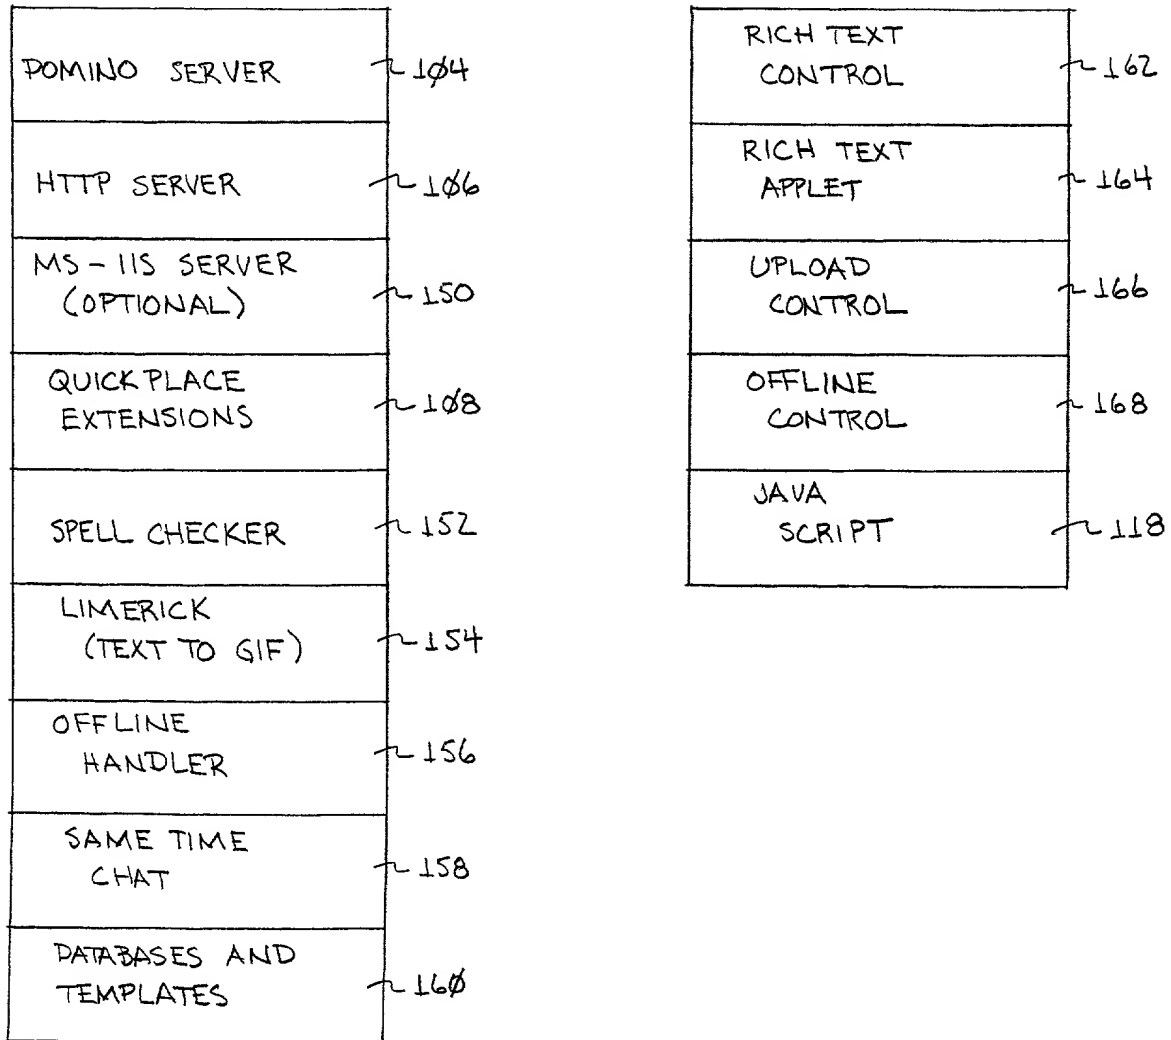 DOMINO SERVER 104
HTTP SERVER 106
MS-IIS SERVER
(OPTIONAL) 150
QUICKPLACE
EXTENSIONS 108
SPELL CHECKER 152
LIMERICK
(TEXT TO GIF) 154
OFFLINE
HANDLER 156
SAME TIME
CHAT 158
DATABASES AND
TEMPLATES 160
RICH TEXT
CONTROL 162
RICH TEXT
APPLET 164
UPLOAD
CONTROL 166
OFFLINE
CONTROL 168
JAVA
SCRIPT 118